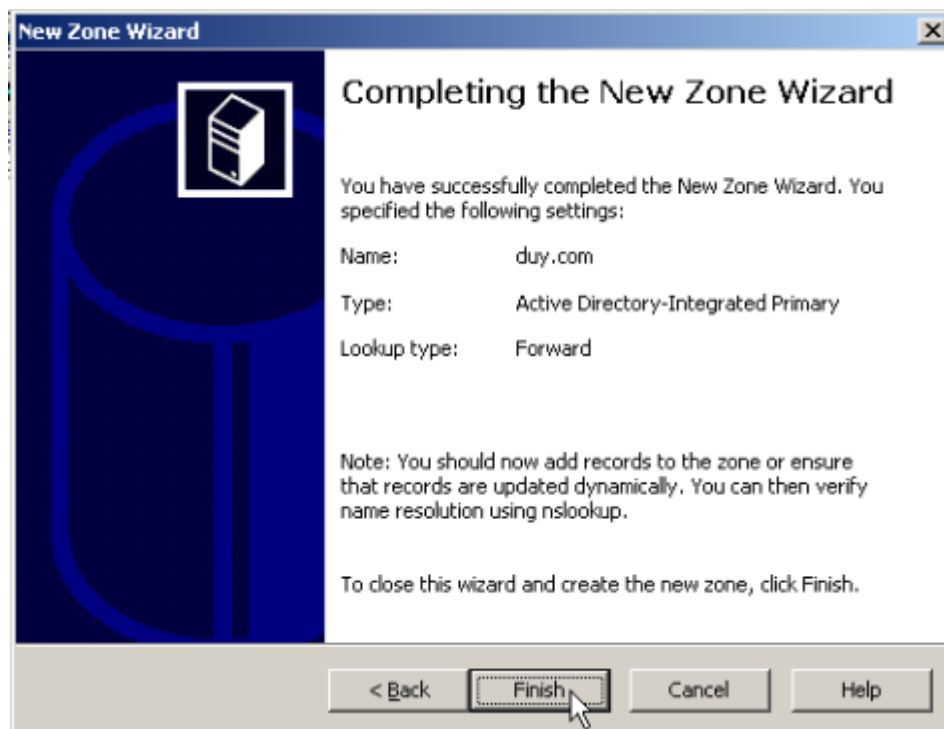 New Zone Wizard
Completing the New Zone Wizard
You have successfully completed the New Zone Wizard. You
specified the following settings:
Name: duy.com
Type: Active Directory-Integrated Primary
Lookup type: Forward
Note: You should now add records to the zone or ensure
that records are updated dynamically. You can then verify
name resolution using nslookup.
To close this wizard and create the new zone, click Finish.
< Back Finish Cancel Help